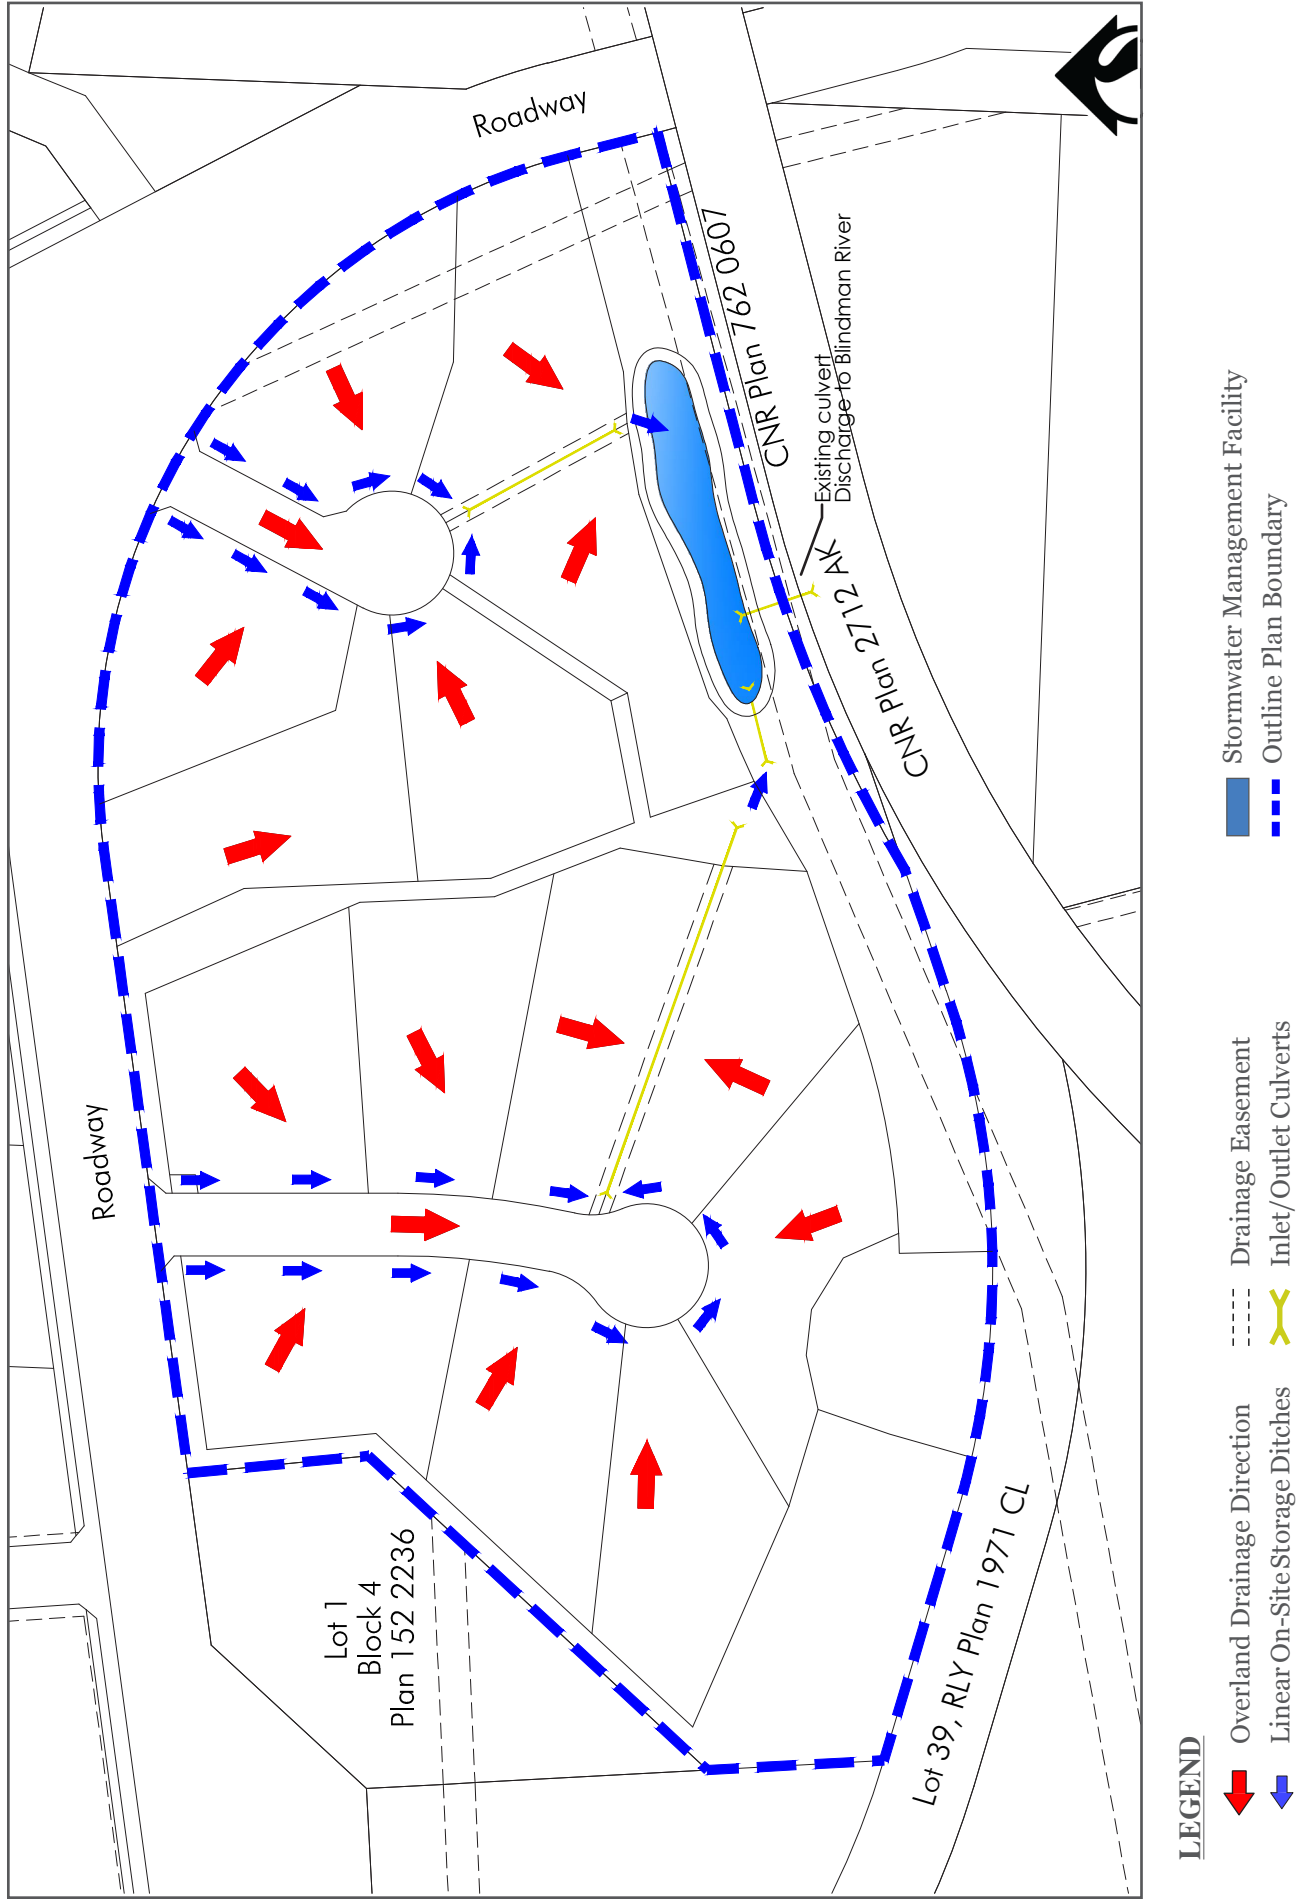 Roadway
Roadway
CNR Plan 762 0607
Existing culvert
Discharge to Blindman River
CNR Plan 2712 AK
Lot 1
Block 4
Plan 152 2236
Lot 39, RLY Plan 1971 CL
LEGEND
Overland Drainage Direction
Linear On-Site Storage Ditches
Drainage Easement
Inlet/Outlet Culverts
Stormwater Management Facility
Outline Plan Boundary